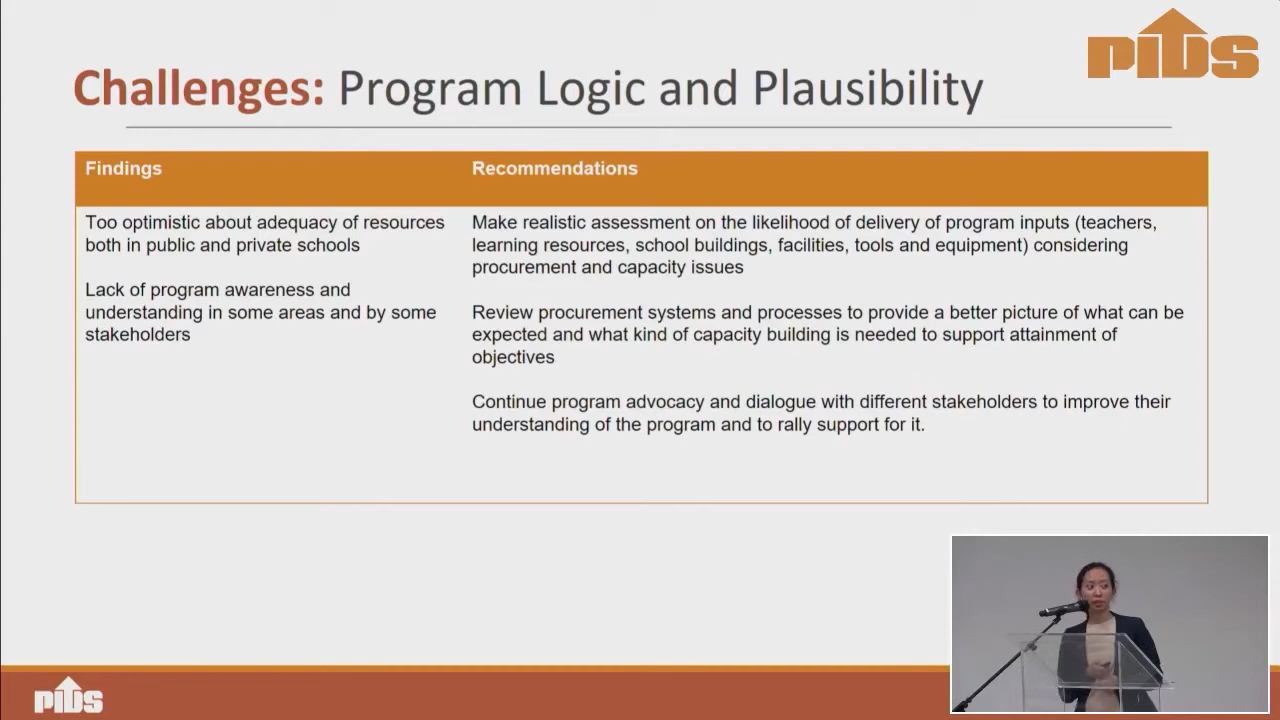 PIDS
Challenges: Program Logic and Plausibility
Findings
Recommendations
Too optimistic about adequacy of resources
both in public and private schools
Lack of program awareness and
understanding in some areas and by some
stakeholders
Make realistic assessment on the likelihood of delivery of program inputs (teachers,
learning resources, school buildings, facilities, tools and equipment) considering
procurement and capacity issues
Review procurement systems and processes to provide a better picture of what can be
expected and what kind of capacity building is needed to support attainment of
objectives
Continue program advocacy and dialogue with different stakeholders to improve their
understanding of the program and to rally support for it.
PIDS